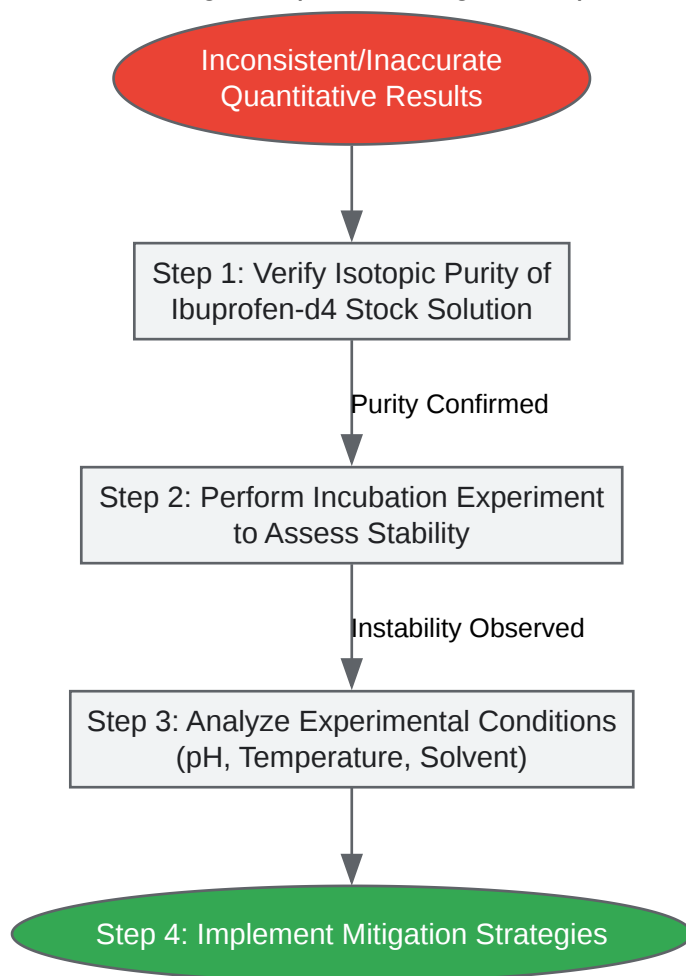 Inconsistent/Inaccurate
Quantitative Results
Step 1: Verify Isotopic Purity of
Ibuprofen-d4 Stock Solution
Purity Confirmed
Step 2: Perform Incubation Experiment
to Assess Stability
Instability Observed
Step 3: Analyze Experimental Conditions
(pH, Temperature, Solvent)
Step 4: Implement Mitigation Strategies